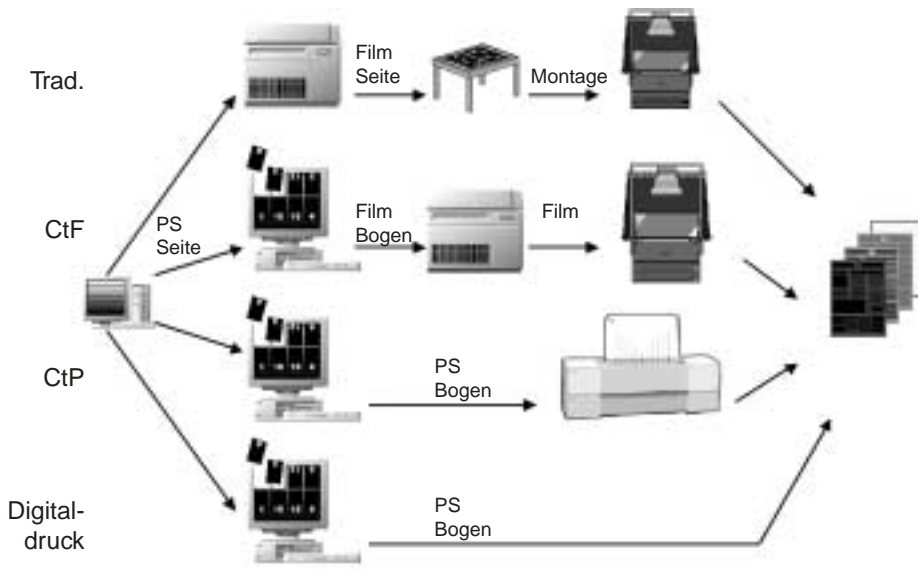 Trad.
Film
Seite
Montage
CtF
PS
Seite
Film
Bogen
Film
CtP
PS
Bogen
Digital-
druck
PS
Bogen